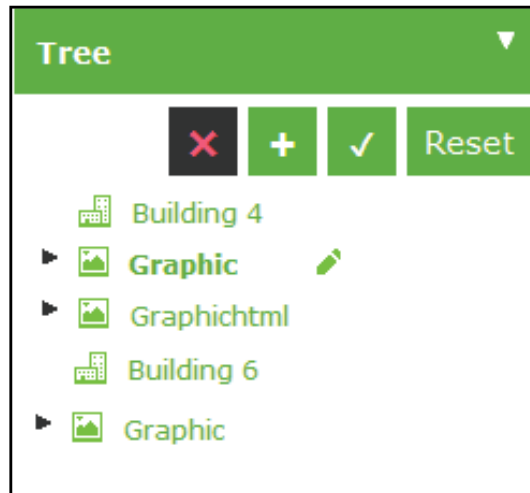 Tree
Reset
Building 4
Graphic
Graphichtml
Building 6
Graphic